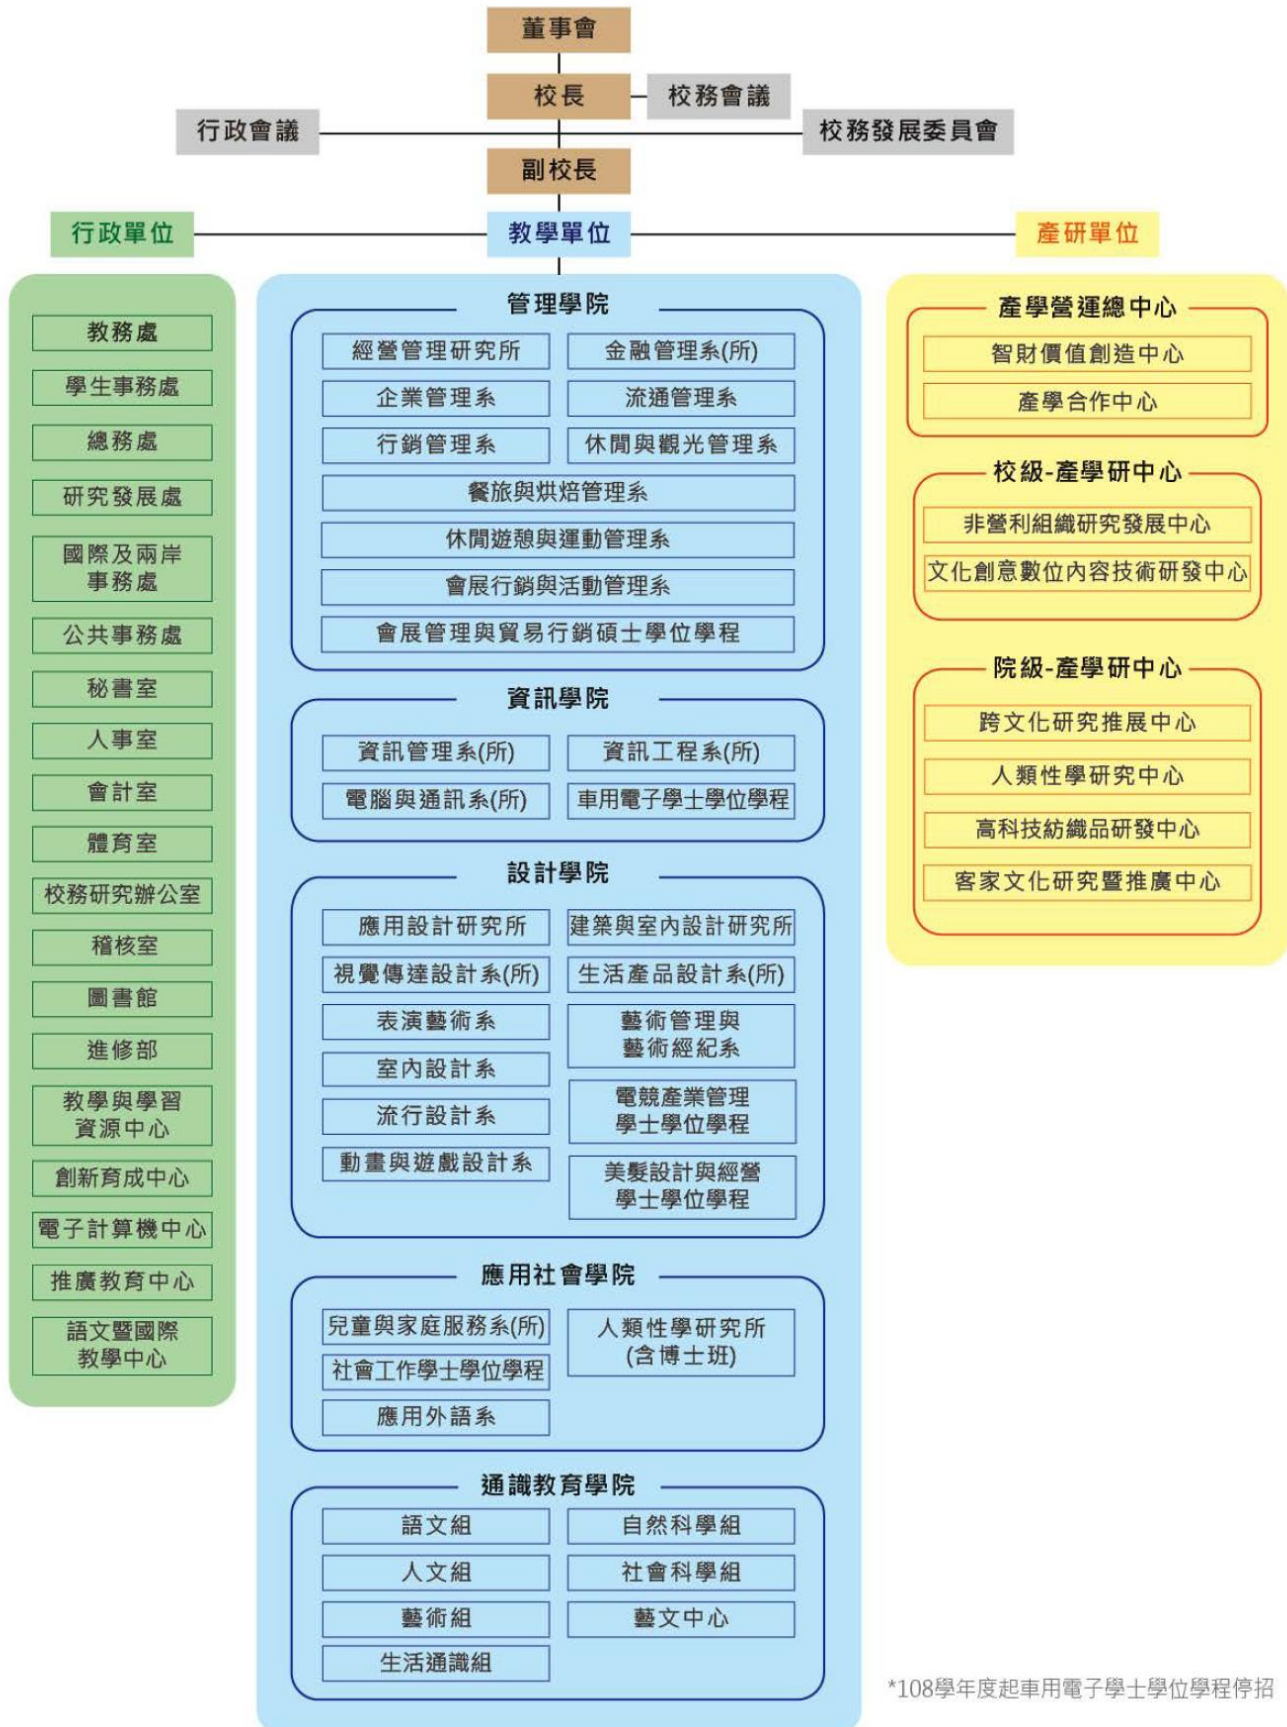 董事會
校長
校務會議
行政會議
校務發展委員會
副校長
行政單位
教學單位
產研單位
教務處
學生事務處
總務處
研究發展處
國際及兩岸
事務處
公共事務處
秘書室
人事室
會計室
體育室
校務研究辦公室
稽核室
圖書館
進修部
教學與學習
資源中心
創新育成中心
電子計算機中心
推廣教育中心
語文暨國際
教學中心
管理學院
經營管理研究所
金融管理系(所)
企業管理系
流通管理系
行銷管理系
休閒與觀光管理系
餐旅與烘焙管理系
休閒遊憩與運動管理系
會展行銷與活動管理系
會展管理與貿易行銷碩士學位學程
資訊學院
資訊管理系(所)
資訊工程系(所)
電腦與通訊系(所)
車用電子學士學位學程
設計學院
應用設計研究所
建築與室內設計研究所
視覺傳達設計系(所)
生活產品設計系(所)
表演藝術系
藝術管理與
藝術經紀系
室內設計系
電競產業管理
學士學位學程
流行設計系
動畫與遊戲設計系
美髮設計與經營
學士學位學程
應用社會學院
兒童與家庭服務系(所)
人類性學研究所
(含博士班)
社會工作學士學位學程
應用外語系
通識教育學院
語文組
自然科學組
人文組
社會科學組
藝術組
藝文中心
生活通識組
產學營運總中心
智財價值創造中心
產學合作中心
校級-產學研中心
非營利組織研究發展中心
文化創意數位內容技術研發中心
院級-產學研中心
跨文化研究推展中心
人類性學研究中心
高科技紡織品研發中心
客家文化研究暨推廣中心
*108學年度起車用電子學士學位學程停招